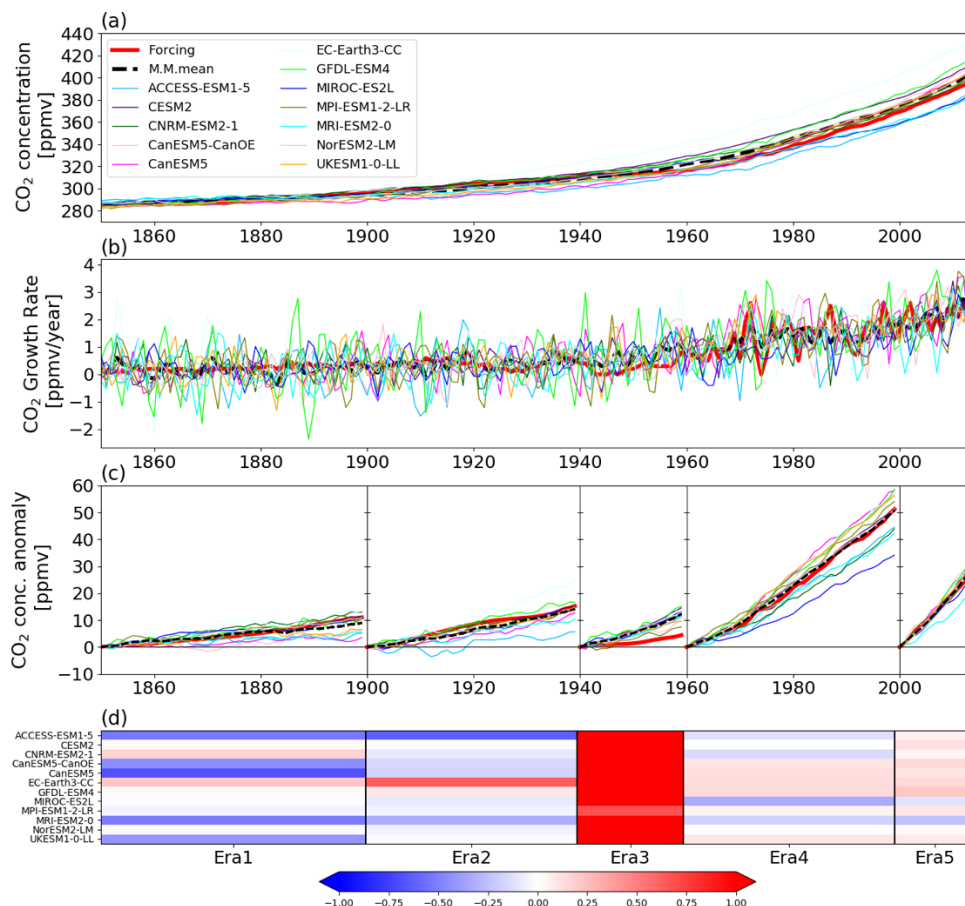 (a)
CO₂ concentration
[ppmv]
440
420
400
380
360
340
320
300
280
Forcing
M.M.mean
ACCESS-ESM1-5
CESM2
CNRM-ESM2-1
CanESM5-CanOE
CanESM5
EC-Earth3-CC
GFDL-ESM4
MIROC-ES2L
MPI-ESM1-2-LR
MRI-ESM2-0
NorESM2-LM
UKESM1-0-LL
1860 1880 1900 1920 1940 1960 1980 2000
(b)
CO₂ Growth Rate
[ppmv/year]
4
3
2
1
0
−1
−2
1860 1880 1900 1920 1940 1960 1980 2000
(c)
CO₂ conc. anomaly
[ppmv]
60
50
40
30
20
10
0
−10
1860 1880 1900 1920 1940 1960 1980 2000
(d)
ACCESS-ESM1-5
CESM2
CNRM-ESM2-1
CanESM5-CanOE
CanESM5
EC-Earth3-CC
GFDL-ESM4
MIROC-ES2L
MPI-ESM1-2-LR
MRI-ESM2-0
NorESM2-LM
UKESM1-0-LL
Era1 Era2 Era3 Era4 Era5
−1.00 −0.75 −0.50 −0.25 0.00 0.25 0.50 0.75 1.00